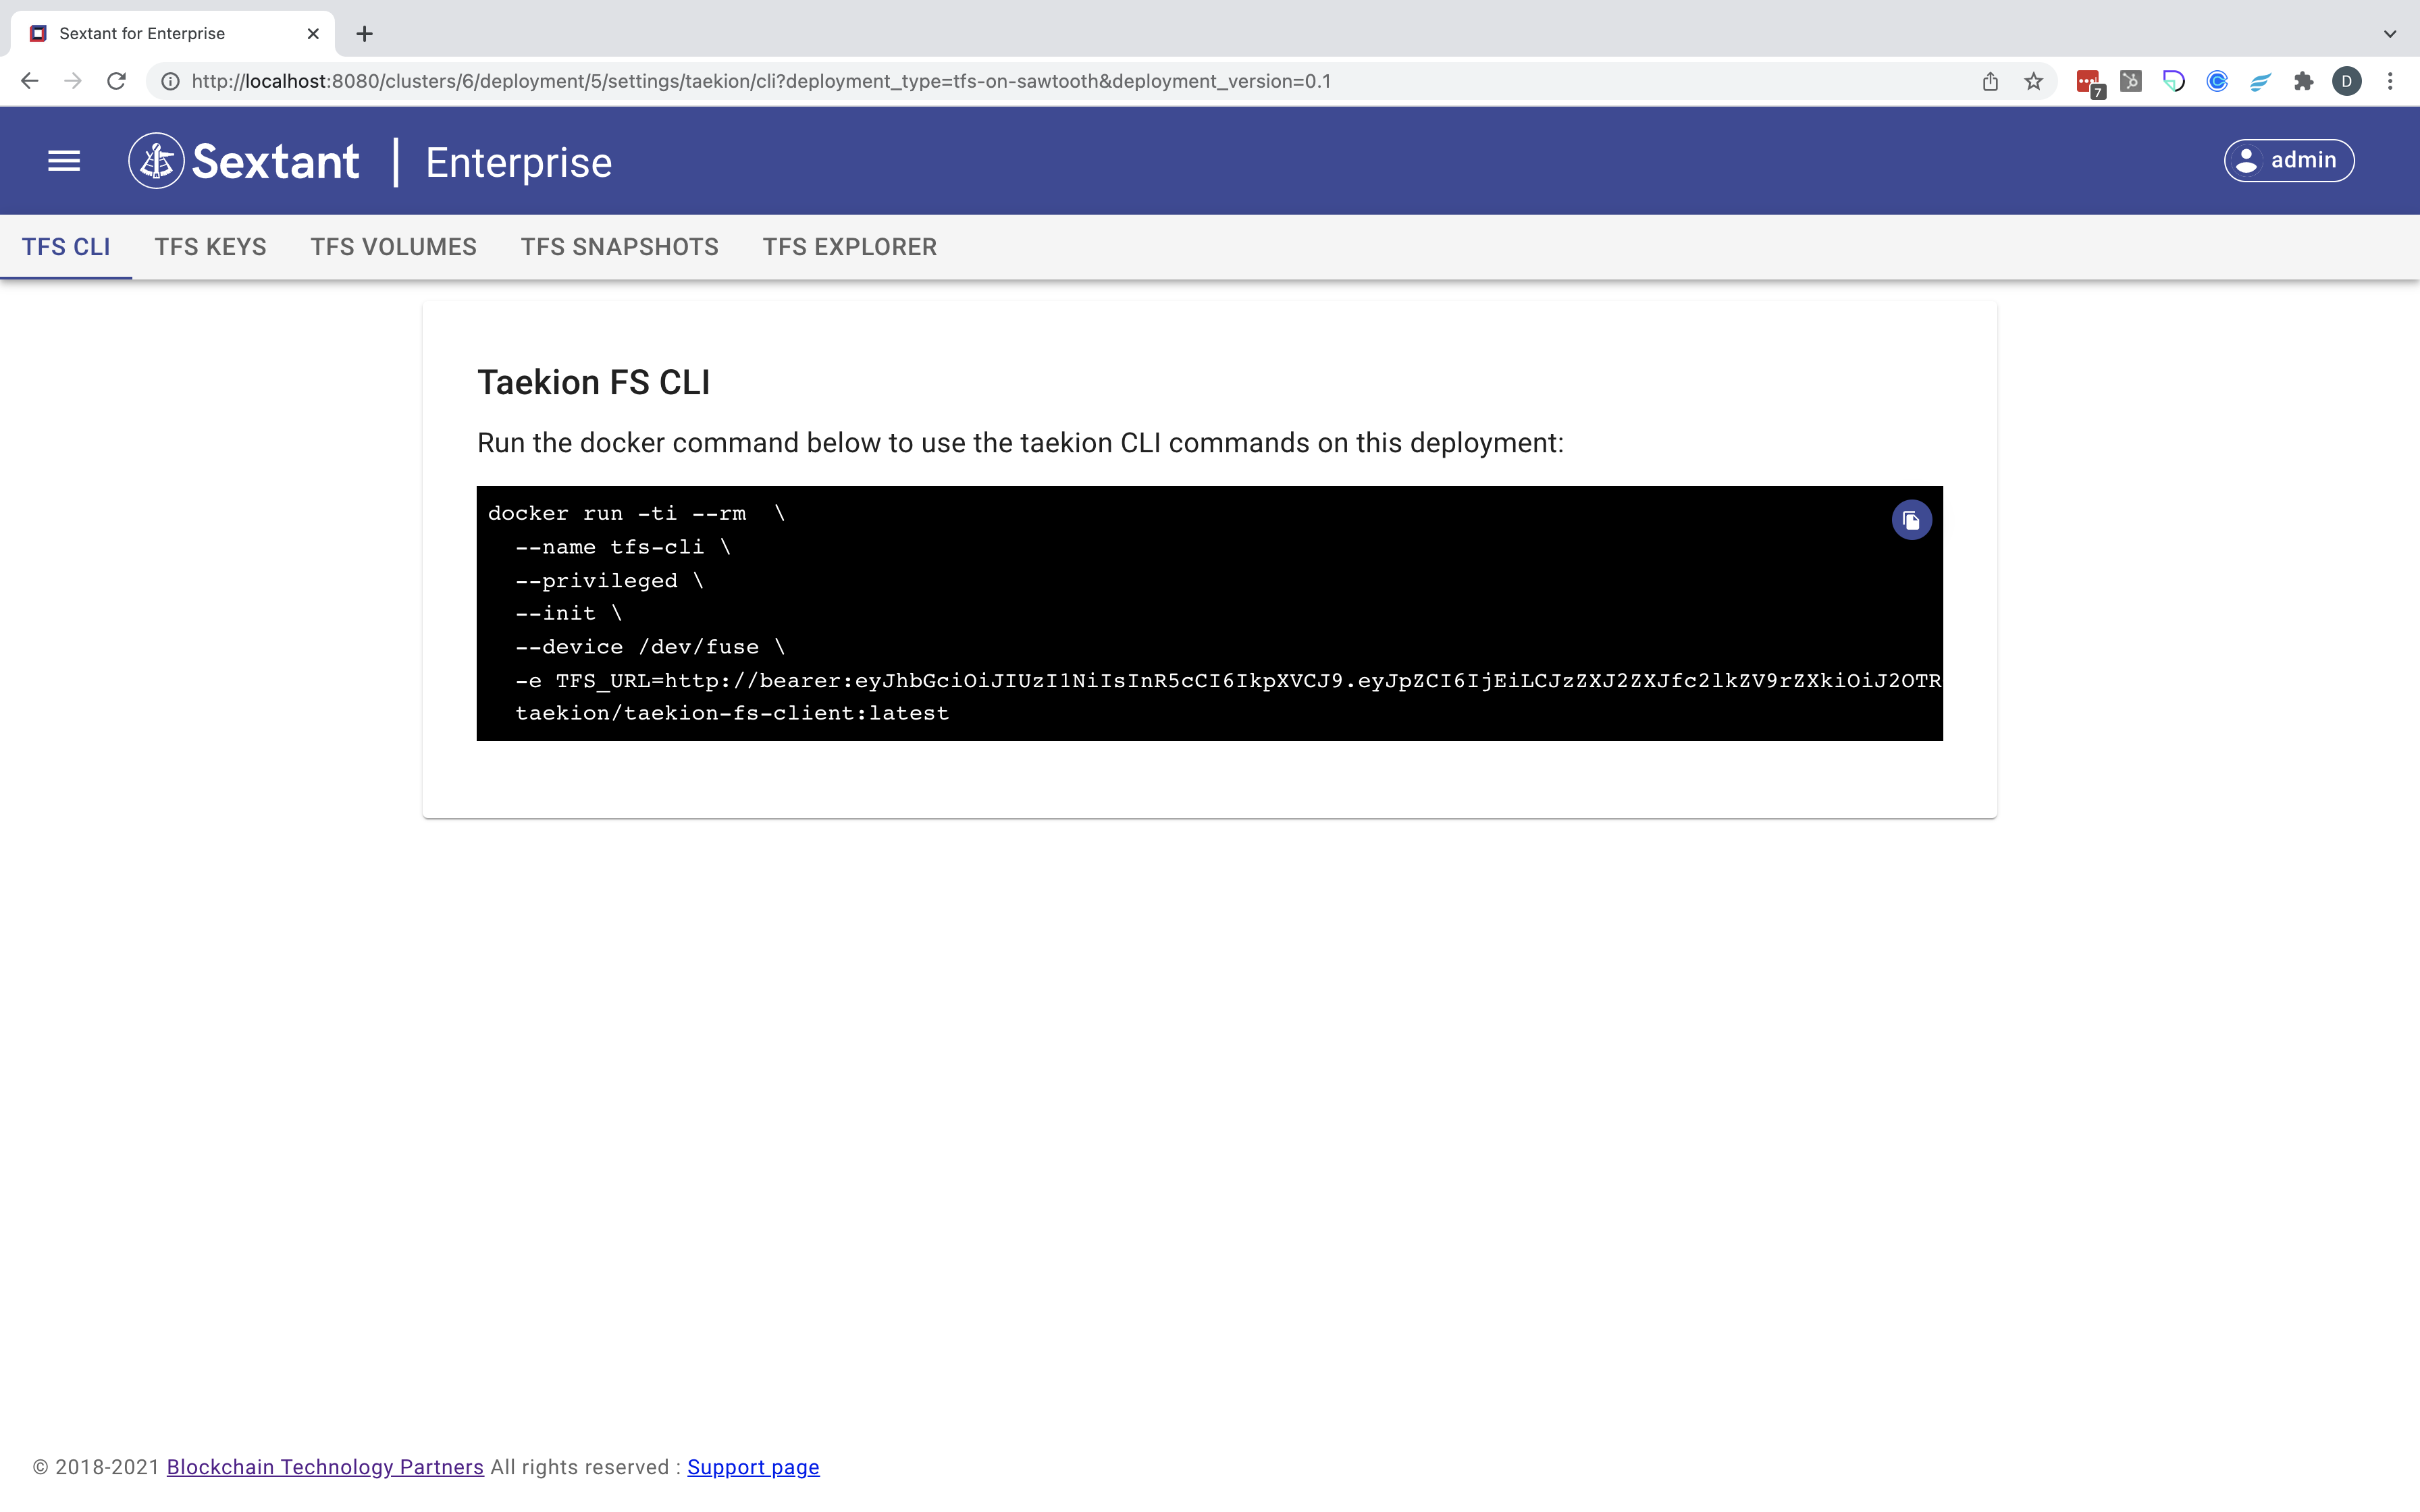 Sextant for Enterprise
http://localhost:8080/clusters/6/deployment/5/settings/taekion/cli?deployment_type=tfs-on-sawtooth&deployment_version=0.1
7
D
Sextant | Enterprise
admin
TFS CLI TFS KEYS TFS VOLUMES TFS SNAPSHOTS TFS EXPLORER
Taekion FS CLI
Run the docker command below to use the taekion CLI commands on this deployment:
docker run -ti --rm \
--name tfs-cli \
--privileged \
--init \
--device /dev/fuse \
-e TFS_URL=http://bearer:eyJhbGciOiJIUzI1NiIsInR5cCI6IkpXVCJ9.eyJpZCI6IjEiLCJzZXJ2ZXJfc2lkZV9rZXkiOiJ2OTR
taekion/taekion-fs-client:latest
© 2018-2021 Blockchain Technology Partners All rights reserved : Support page